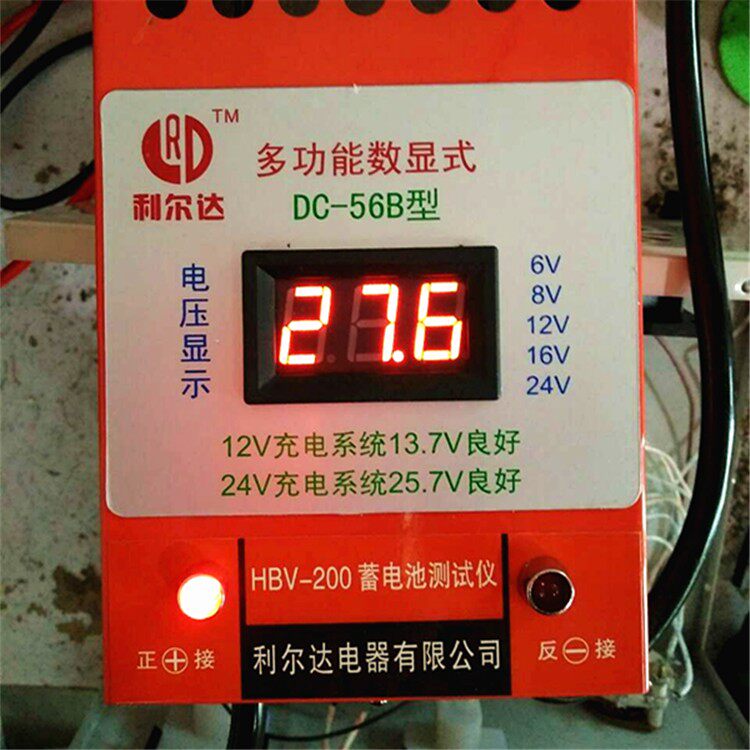 LRD TM
利尔达
多功能数显式
DC-56B型
电压显示
27.6
6V
8V
12V
16V
24V
12V充电系统13.7V良好
24V充电系统25.7V良好
HBV-200蓄电池测试仪
正+接
利尔达电器有限公司
反-接